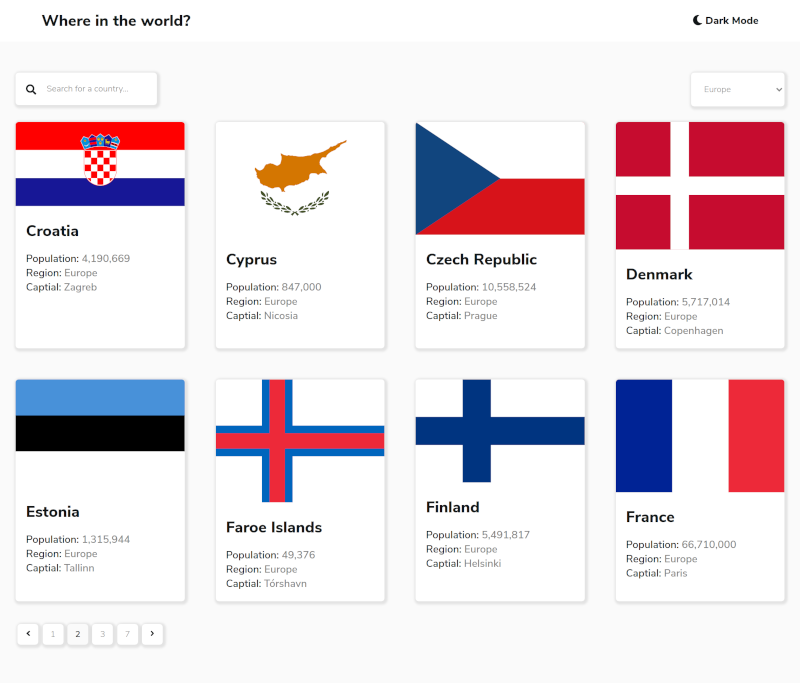 Where in the world?
Dark Mode
Search for a country...
Europe
Croatia
Population: 4,190,669
Region: Europe
Captial: Zagreb
Cyprus
Population: 847,000
Region: Europe
Captial: Nicosia
Czech Republic
Population: 10,558,524
Region: Europe
Captial: Prague
Denmark
Population: 5,717,014
Region: Europe
Captial: Copenhagen
Estonia
Population: 1,315,944
Region: Europe
Captial: Tallinn
Faroe Islands
Population: 49,376
Region: Europe
Captial: Tórshavn
Finland
Population: 5,491,817
Region: Europe
Captial: Helsinki
France
Population: 66,710,000
Region: Europe
Captial: Paris
1 2 3 7